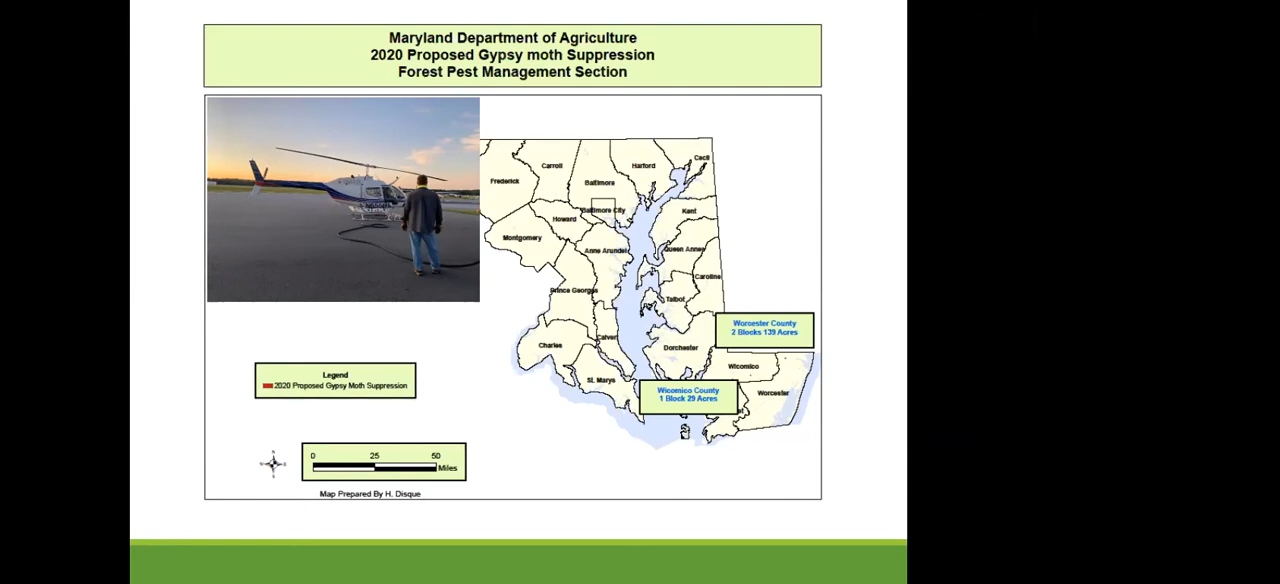 Maryland Department of Agriculture
2020 Proposed Gypsy moth Suppression
Forest Pest Management Section
Cecil
Carroll
Harford
Frederick
Baltimore
Baltimore City
Kent
Howard
Montgomery
Anne Arundel
Queen Annes
Caroline
Prince Georges
Talbot
Worcester County
2 Blocks 139 Acres
Calvert
Charles
Dorchester
Wicomico
St. Marys
Wicomico County
1 Block 29 Acres
Worcester
Legend
2020 Proposed Gypsy Moth Suppression
N
W E
S
0 25 50
Miles
Map Prepared By H. Disque